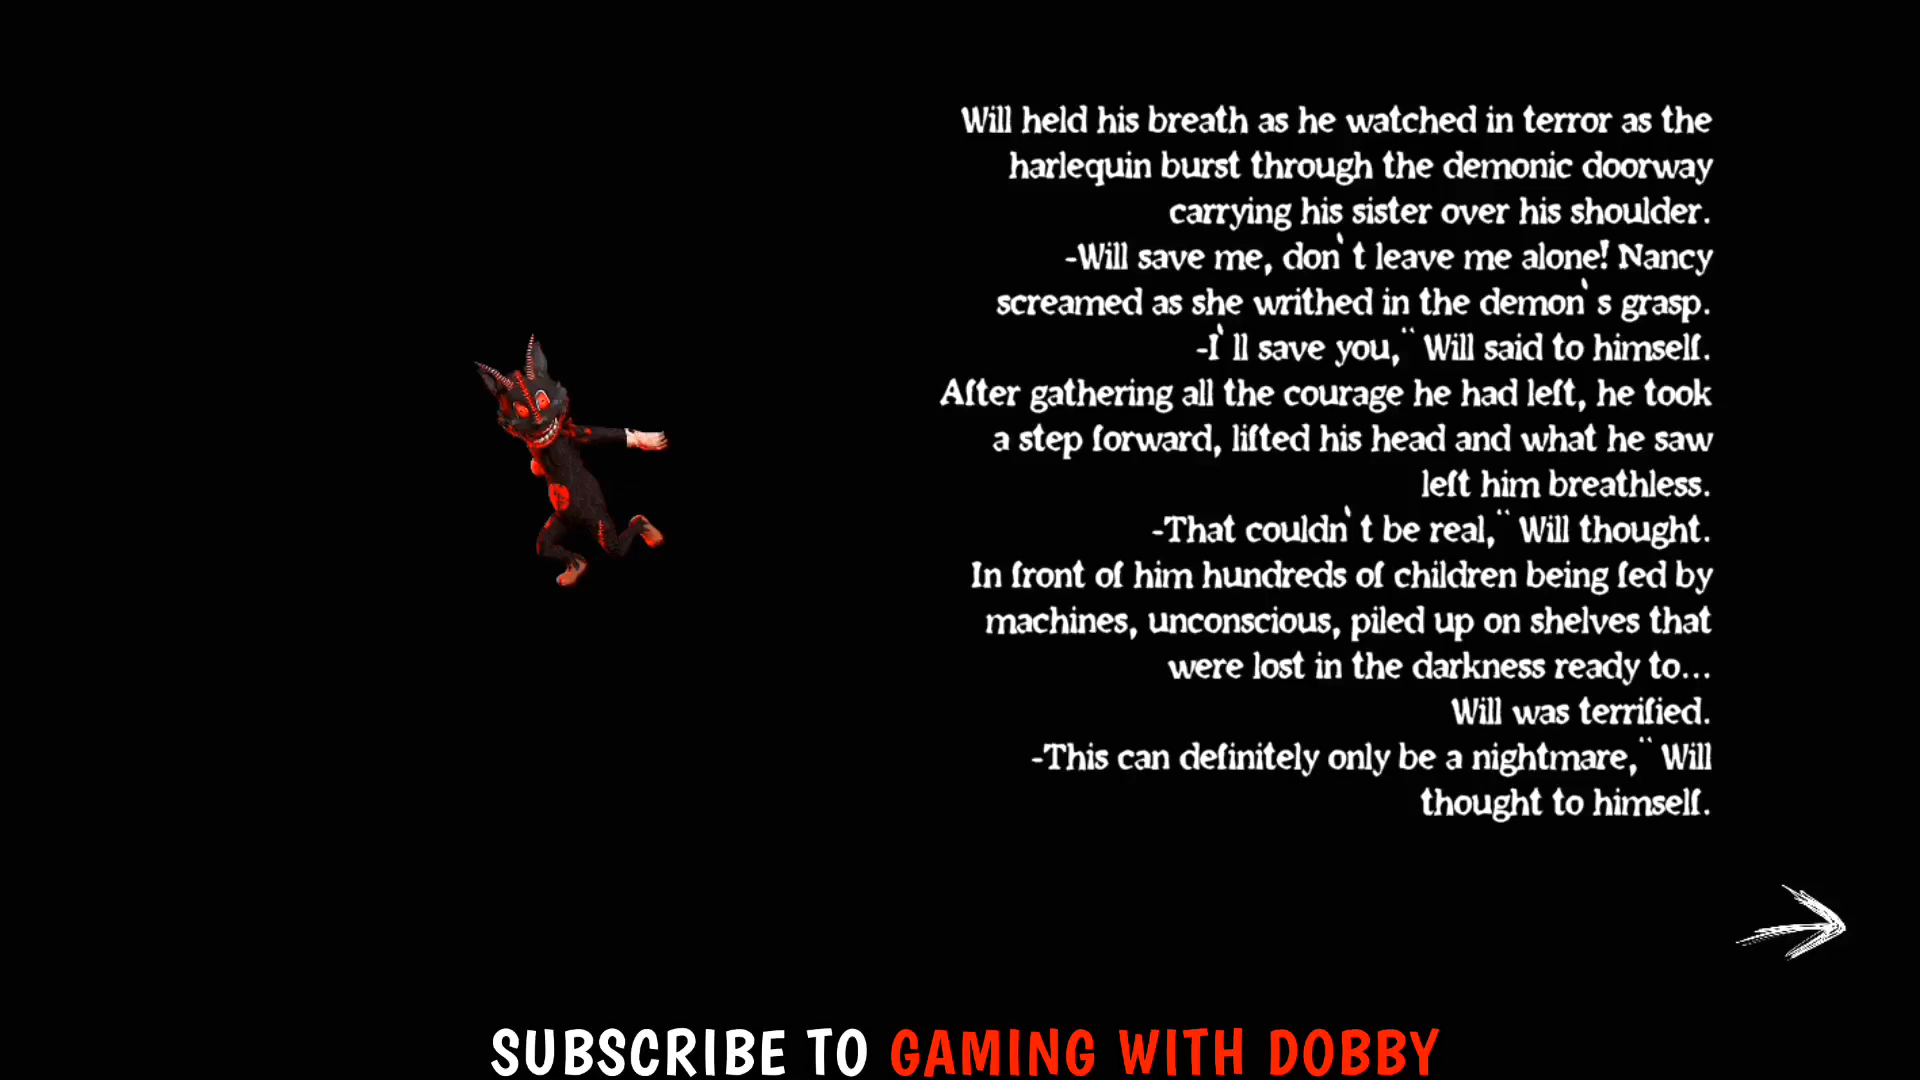 Will held his breath as he watched in terror as the
harlequin burst through the demonic doorway
carrying his sister over his shoulder.
-Will save me, don`t leave me alone! Nancy
screamed as she writhed in the demon`s grasp.
-I`ll save you,¨ Will said to himself.
After gathering all the courage he had left, he took
a step forward, lifted his head and what he saw
left him breathless.
-That couldn`t be real,¨ Will thought.
In front of him hundreds of children being fed by
machines, unconscious, piled up on shelves that
were lost in the darkness ready to...
Will was terrified.
-This can definitely only be a nightmare,¨ Will
thought to himself.
SUBSCRIBE TO GAMING WITH DOBBY